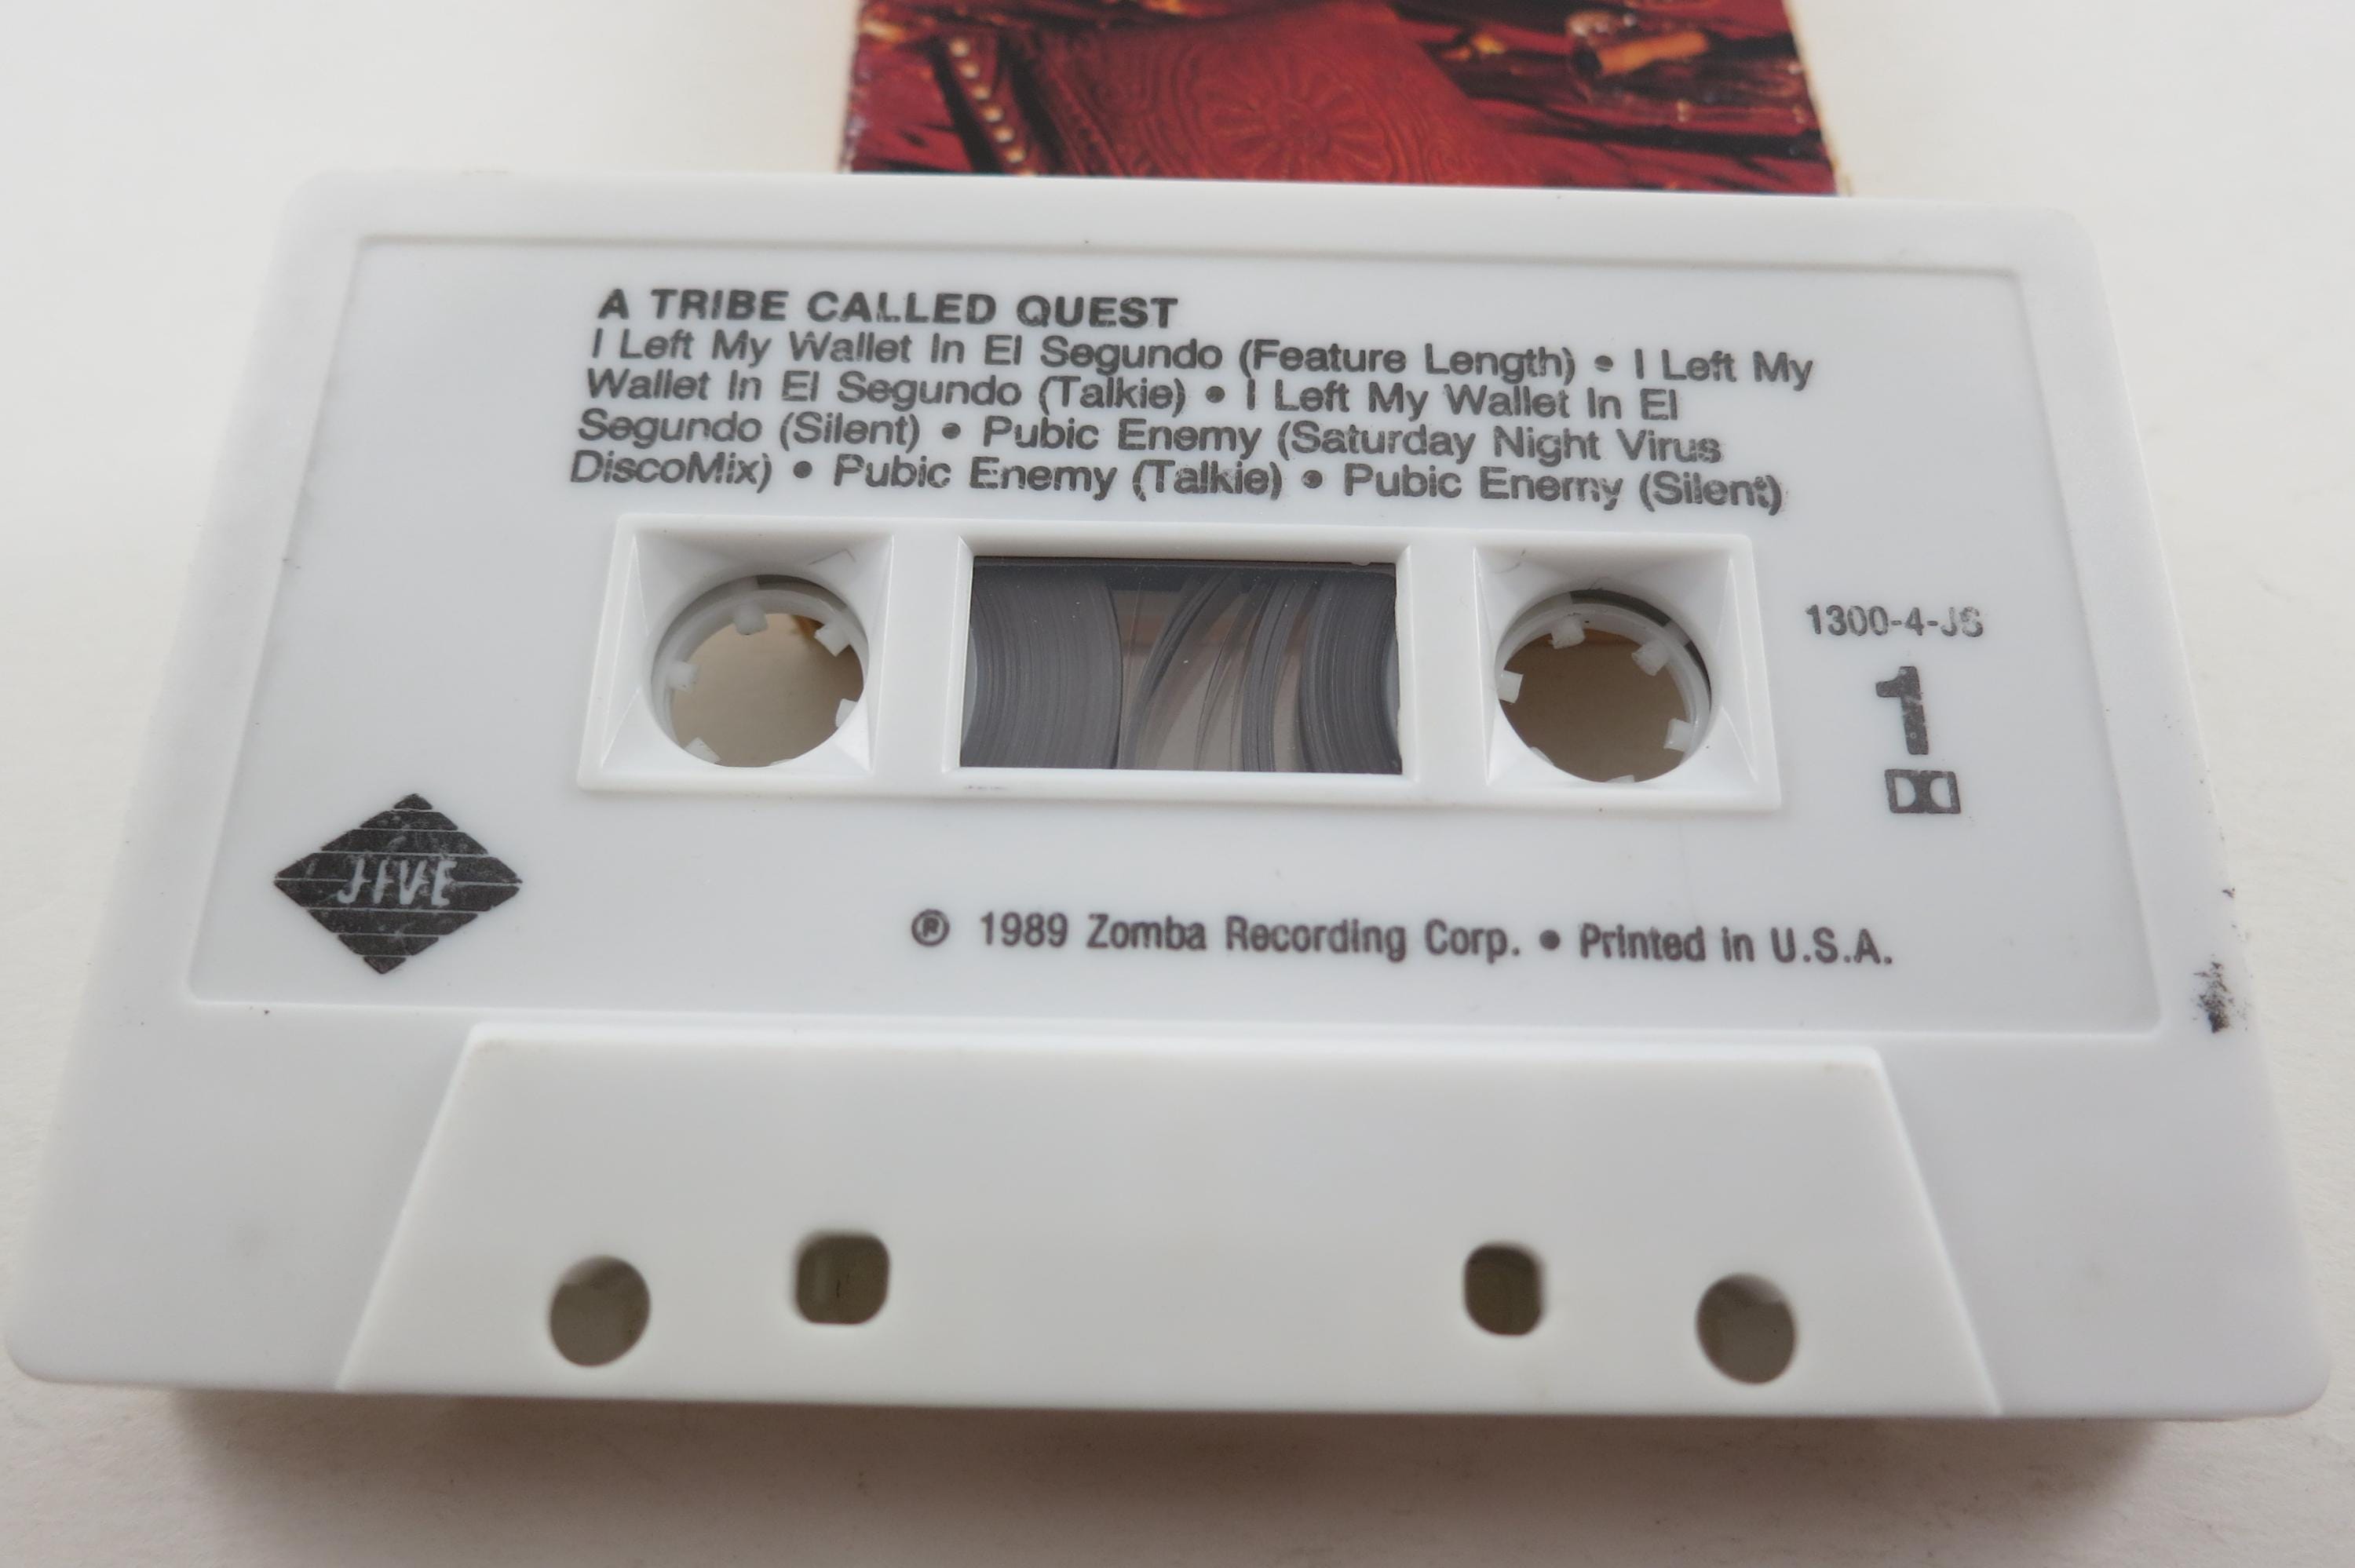 A TRIBE CALLED QUEST
I Left My Wallet In El Segundo (Feature Length) • I Left My
Wallet In El Segundo (Talkie) • I Left My Wallet In El
Segundo (Silent) • Pubic Enemy (Saturday Night Virus
DiscoMix) • Pubic Enemy (Talkie) • Pubic Enemy (Silent)
1300-4-JS
1
JIVE
® 1989 Zomba Recording Corp. • Printed in U.S.A.